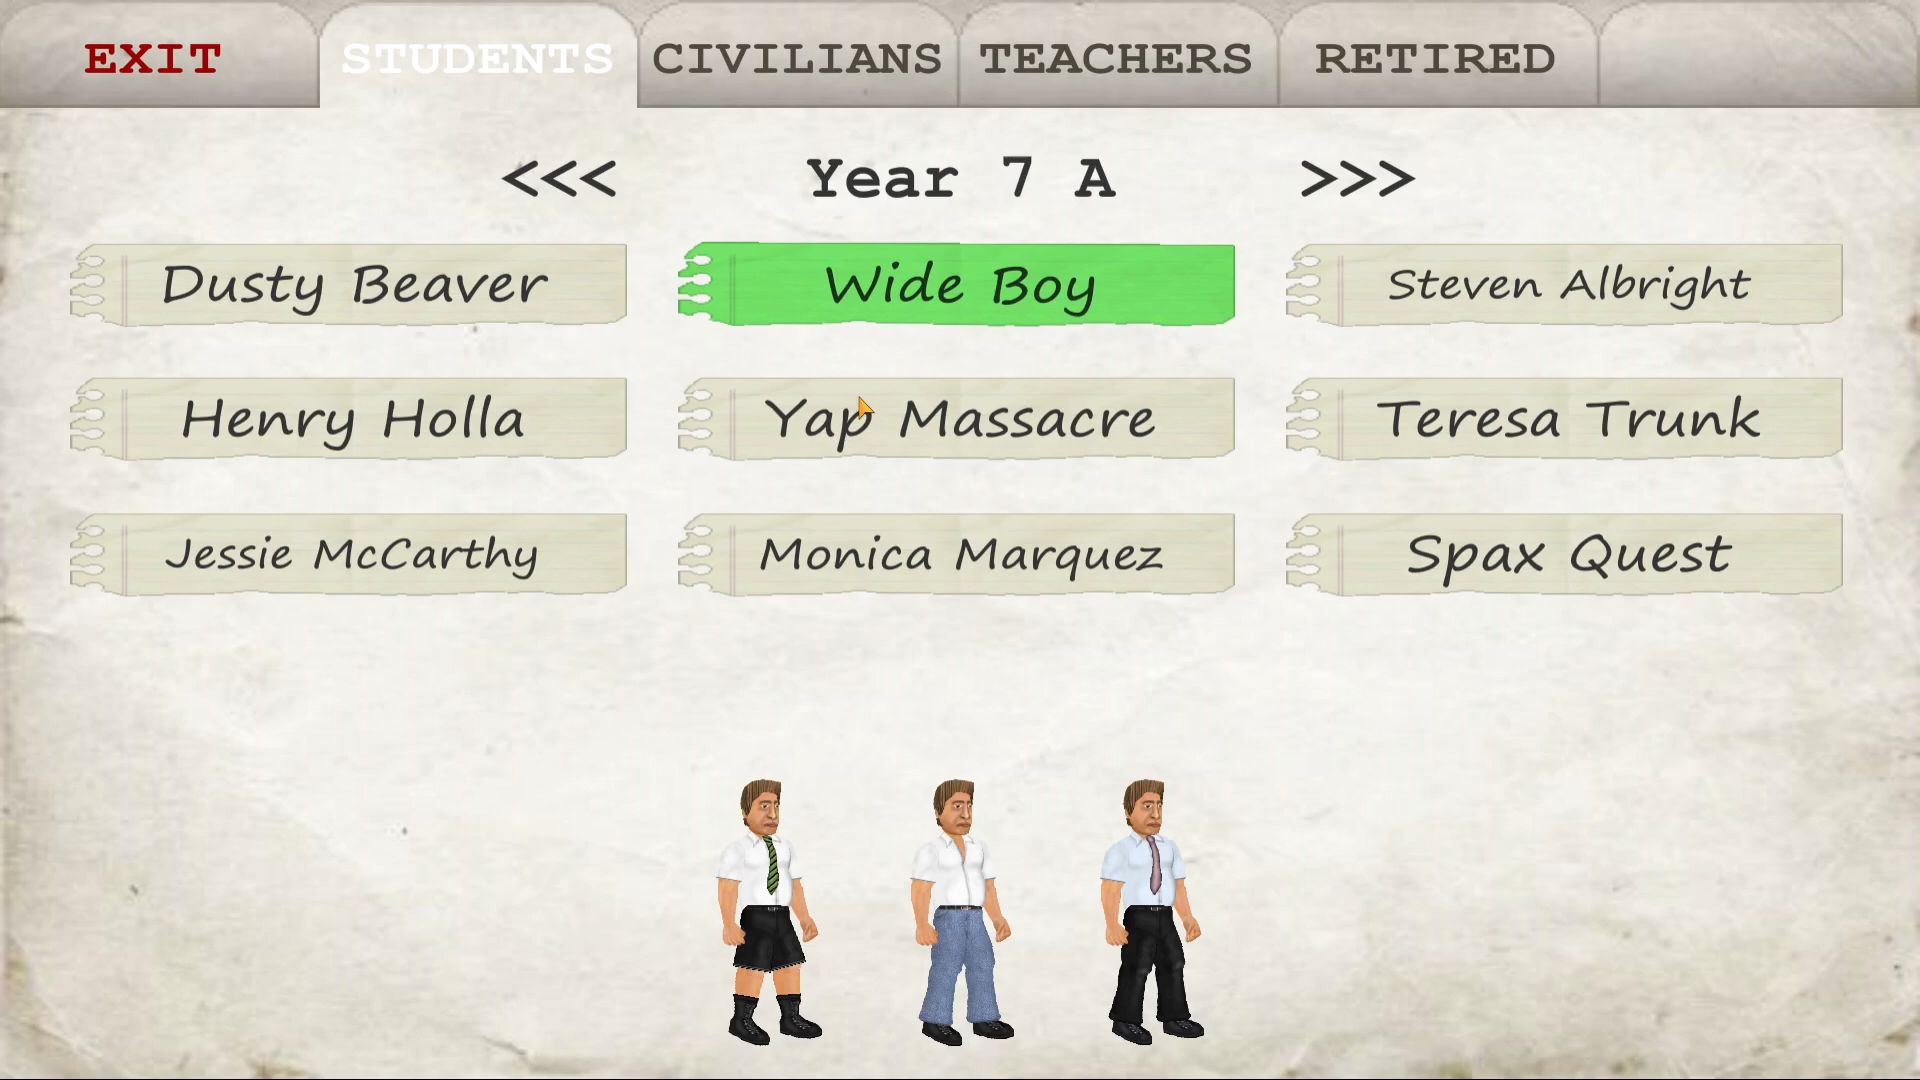 EXIT STUDENTS CIVILIANS TEACHERS RETIRED
<<< Year 7 A >>>
Dusty Beaver Wide Boy Steven Albright
Henry Holla Yap Massacre Teresa Trunk
Jessie McCarthy Monica Marquez Spax Quest